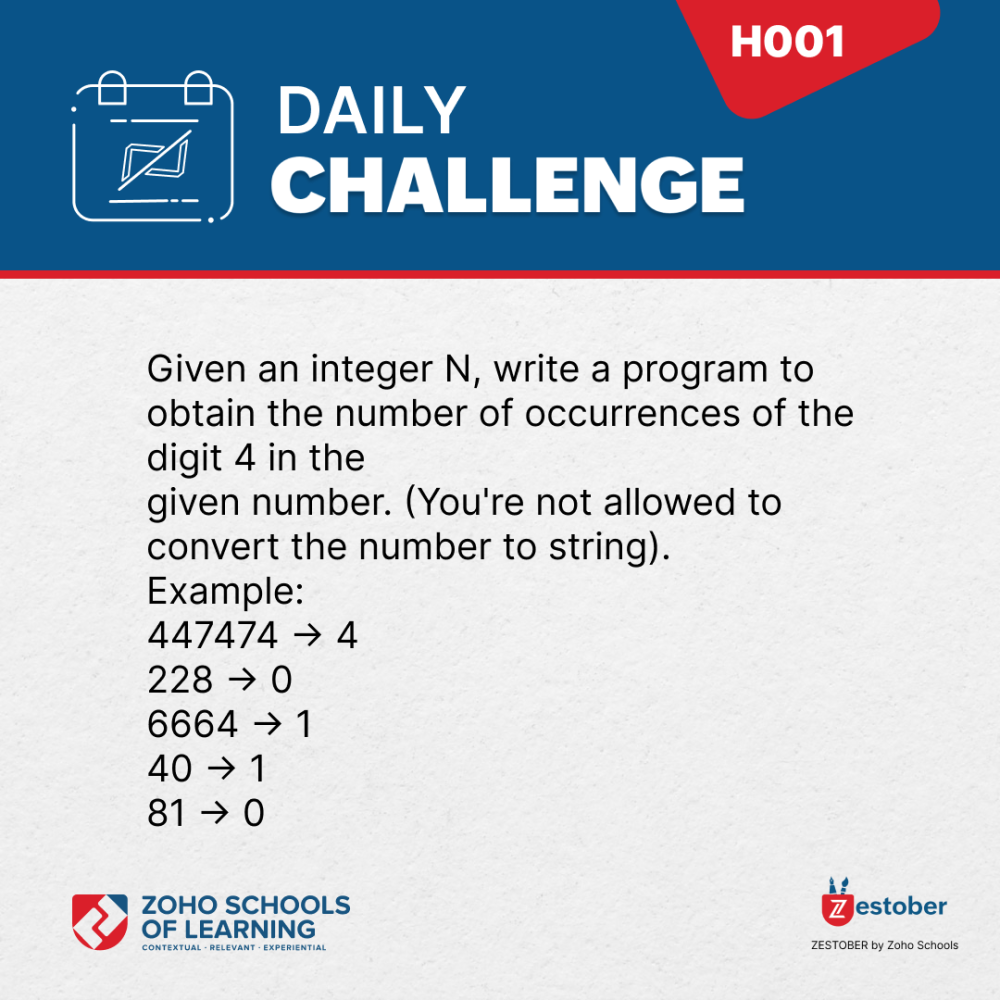 H001
DAILY
CHALLENGE
Given an integer N, write a program to
obtain the number of occurrences of the
digit 4 in the
given number. (You're not allowed to
convert the number to string).
Example:
447474 → 4
228 → 0
6664 → 1
40 → 1
81 → 0
ZOHO SCHOOLS
OF LEARNING
CONTEXTUAL · RELEVANT · EXPERIENTIAL
Zestober
ZESTOBER by Zoho Schools